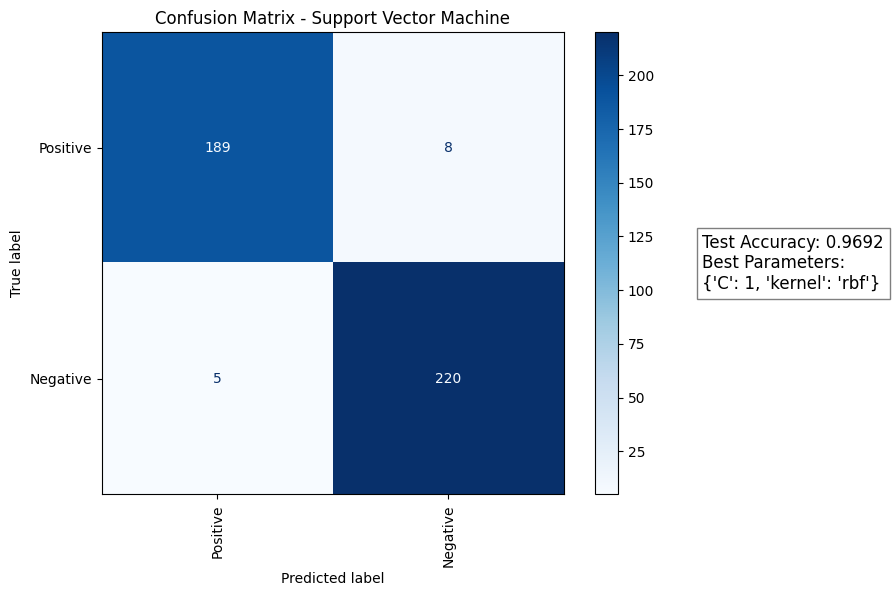 Confusion Matrix - Support Vector Machine
True label
Positive
Negative
189
8
5
220
Positive
Negative
Predicted label
200
175
150
125
100
75
50
25
Test Accuracy: 0.9692
Best Parameters:
{'C': 1, 'kernel': 'rbf'}